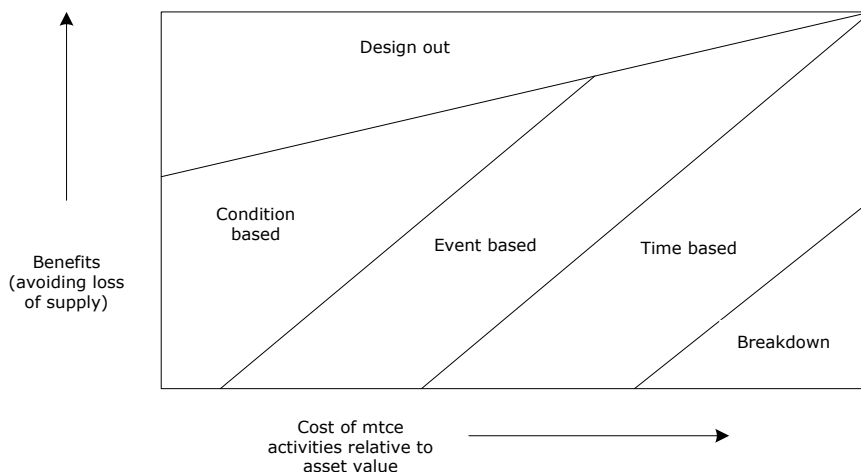 Design out
Condition
based
Event based
Time based
Breakdown
Benefits
(avoiding loss
of supply)
Cost of mtce
activities relative to
asset value